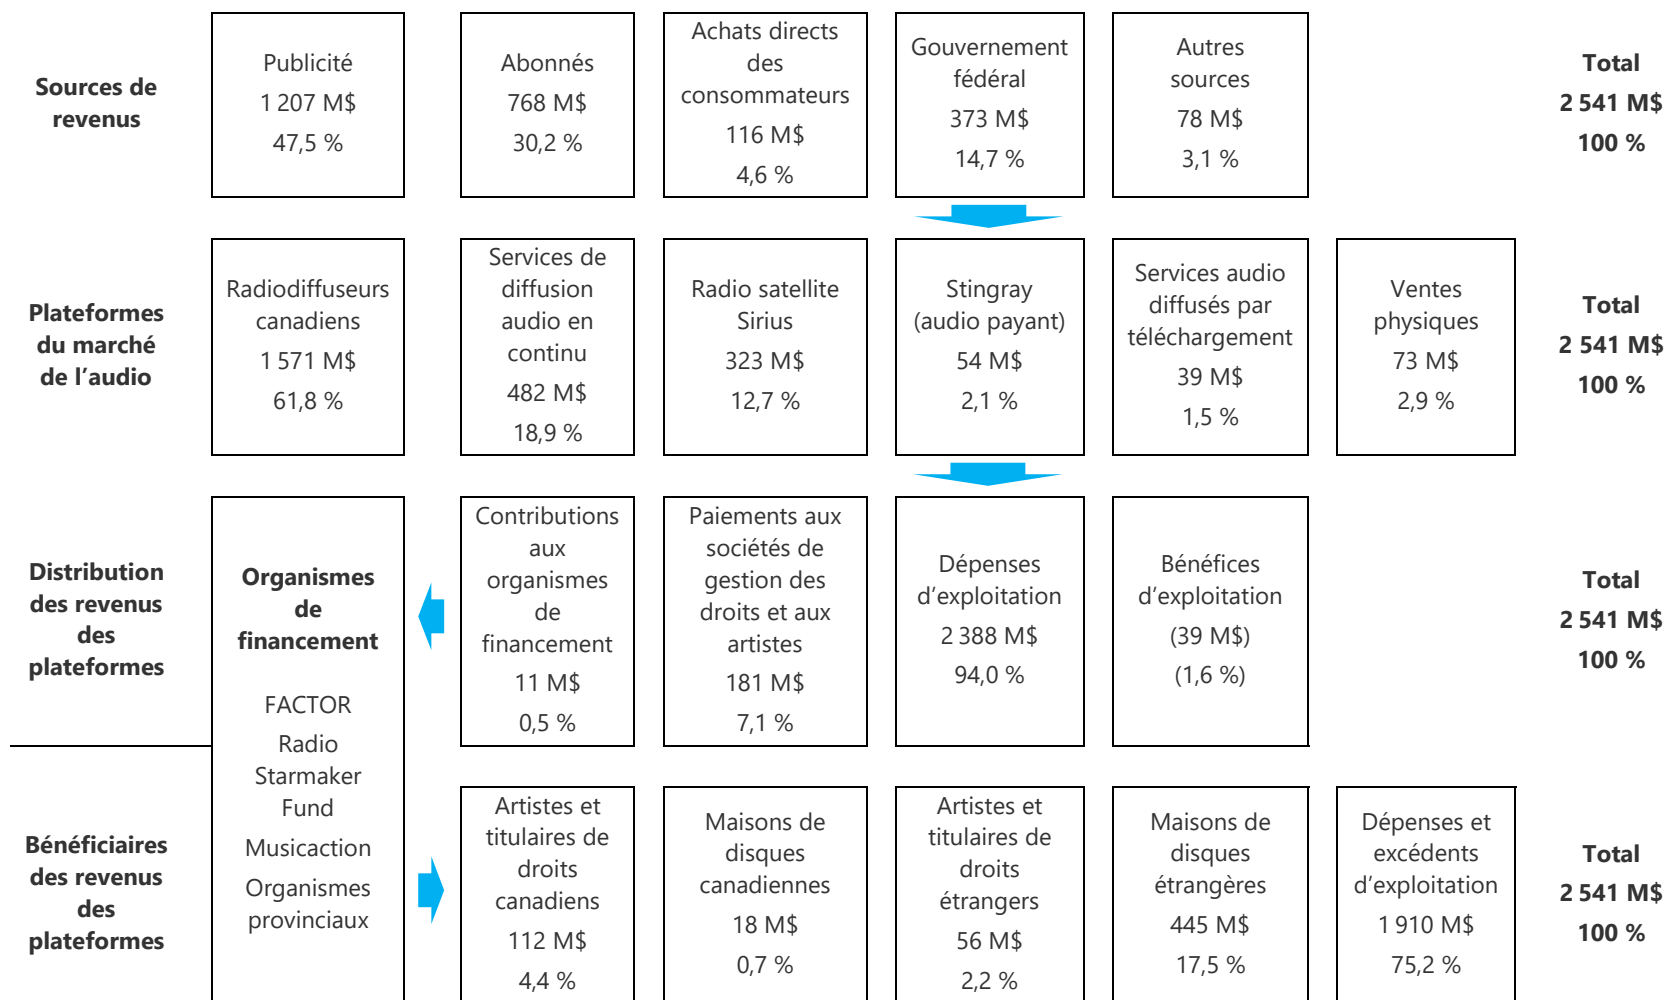 Sources de
revenus
Publicité
1 207 M$
47,5 %
Abonnés
768 M$
30,2 %
Achats directs
des
consommateurs
116 M$
4,6 %
Gouvernement
fédéral
373 M$
14,7 %
Autres
sources
78 M$
3,1 %
Total
2 541 M$
100 %
Plateformes
du marché
de l'audio
Radiodiffuseurs
canadiens
1 571 M$
61,8 %
Services de
diffusion
audio en
continu
482 M$
18,9 %
Radio satellite
Sirius
323 M$
12,7 %
Stingray
(audio payant)
54 M$
2,1 %
Services audio
diffusés par
téléchargement
39 M$
1,5 %
Ventes
physiques
73 M$
2,9 %
Total
2 541 M$
100 %
Distribution
des revenus
des
plateformes
Organismes
de
financement
FACTOR
Radio
Starmaker
Fund
Musicaction
Organismes
provinciaux
Contributions
aux
organismes
de
financement
11 M$
0,5 %
Paiements aux
sociétés de
gestion des
droits et aux
artistes
181 M$
7,1 %
Dépenses
d'exploitation
2 388 M$
94,0 %
Bénéfices
d'exploitation
(39 M$)
(1,6 %)
Total
2 541 M$
100 %
Bénéficiaires
des revenus
des
plateformes
Artistes et
titulaires de
droits
canadiens
112 M$
4,4 %
Maisons de
disques
canadiennes
18 M$
0,7 %
Artistes et
titulaires de
droits
étrangers
56 M$
2,2 %
Maisons de
disques
étrangères
445 M$
17,5 %
Dépenses et
excédents
d'exploitation
1 910 M$
75,2 %
Total
2 541 M$
100 %